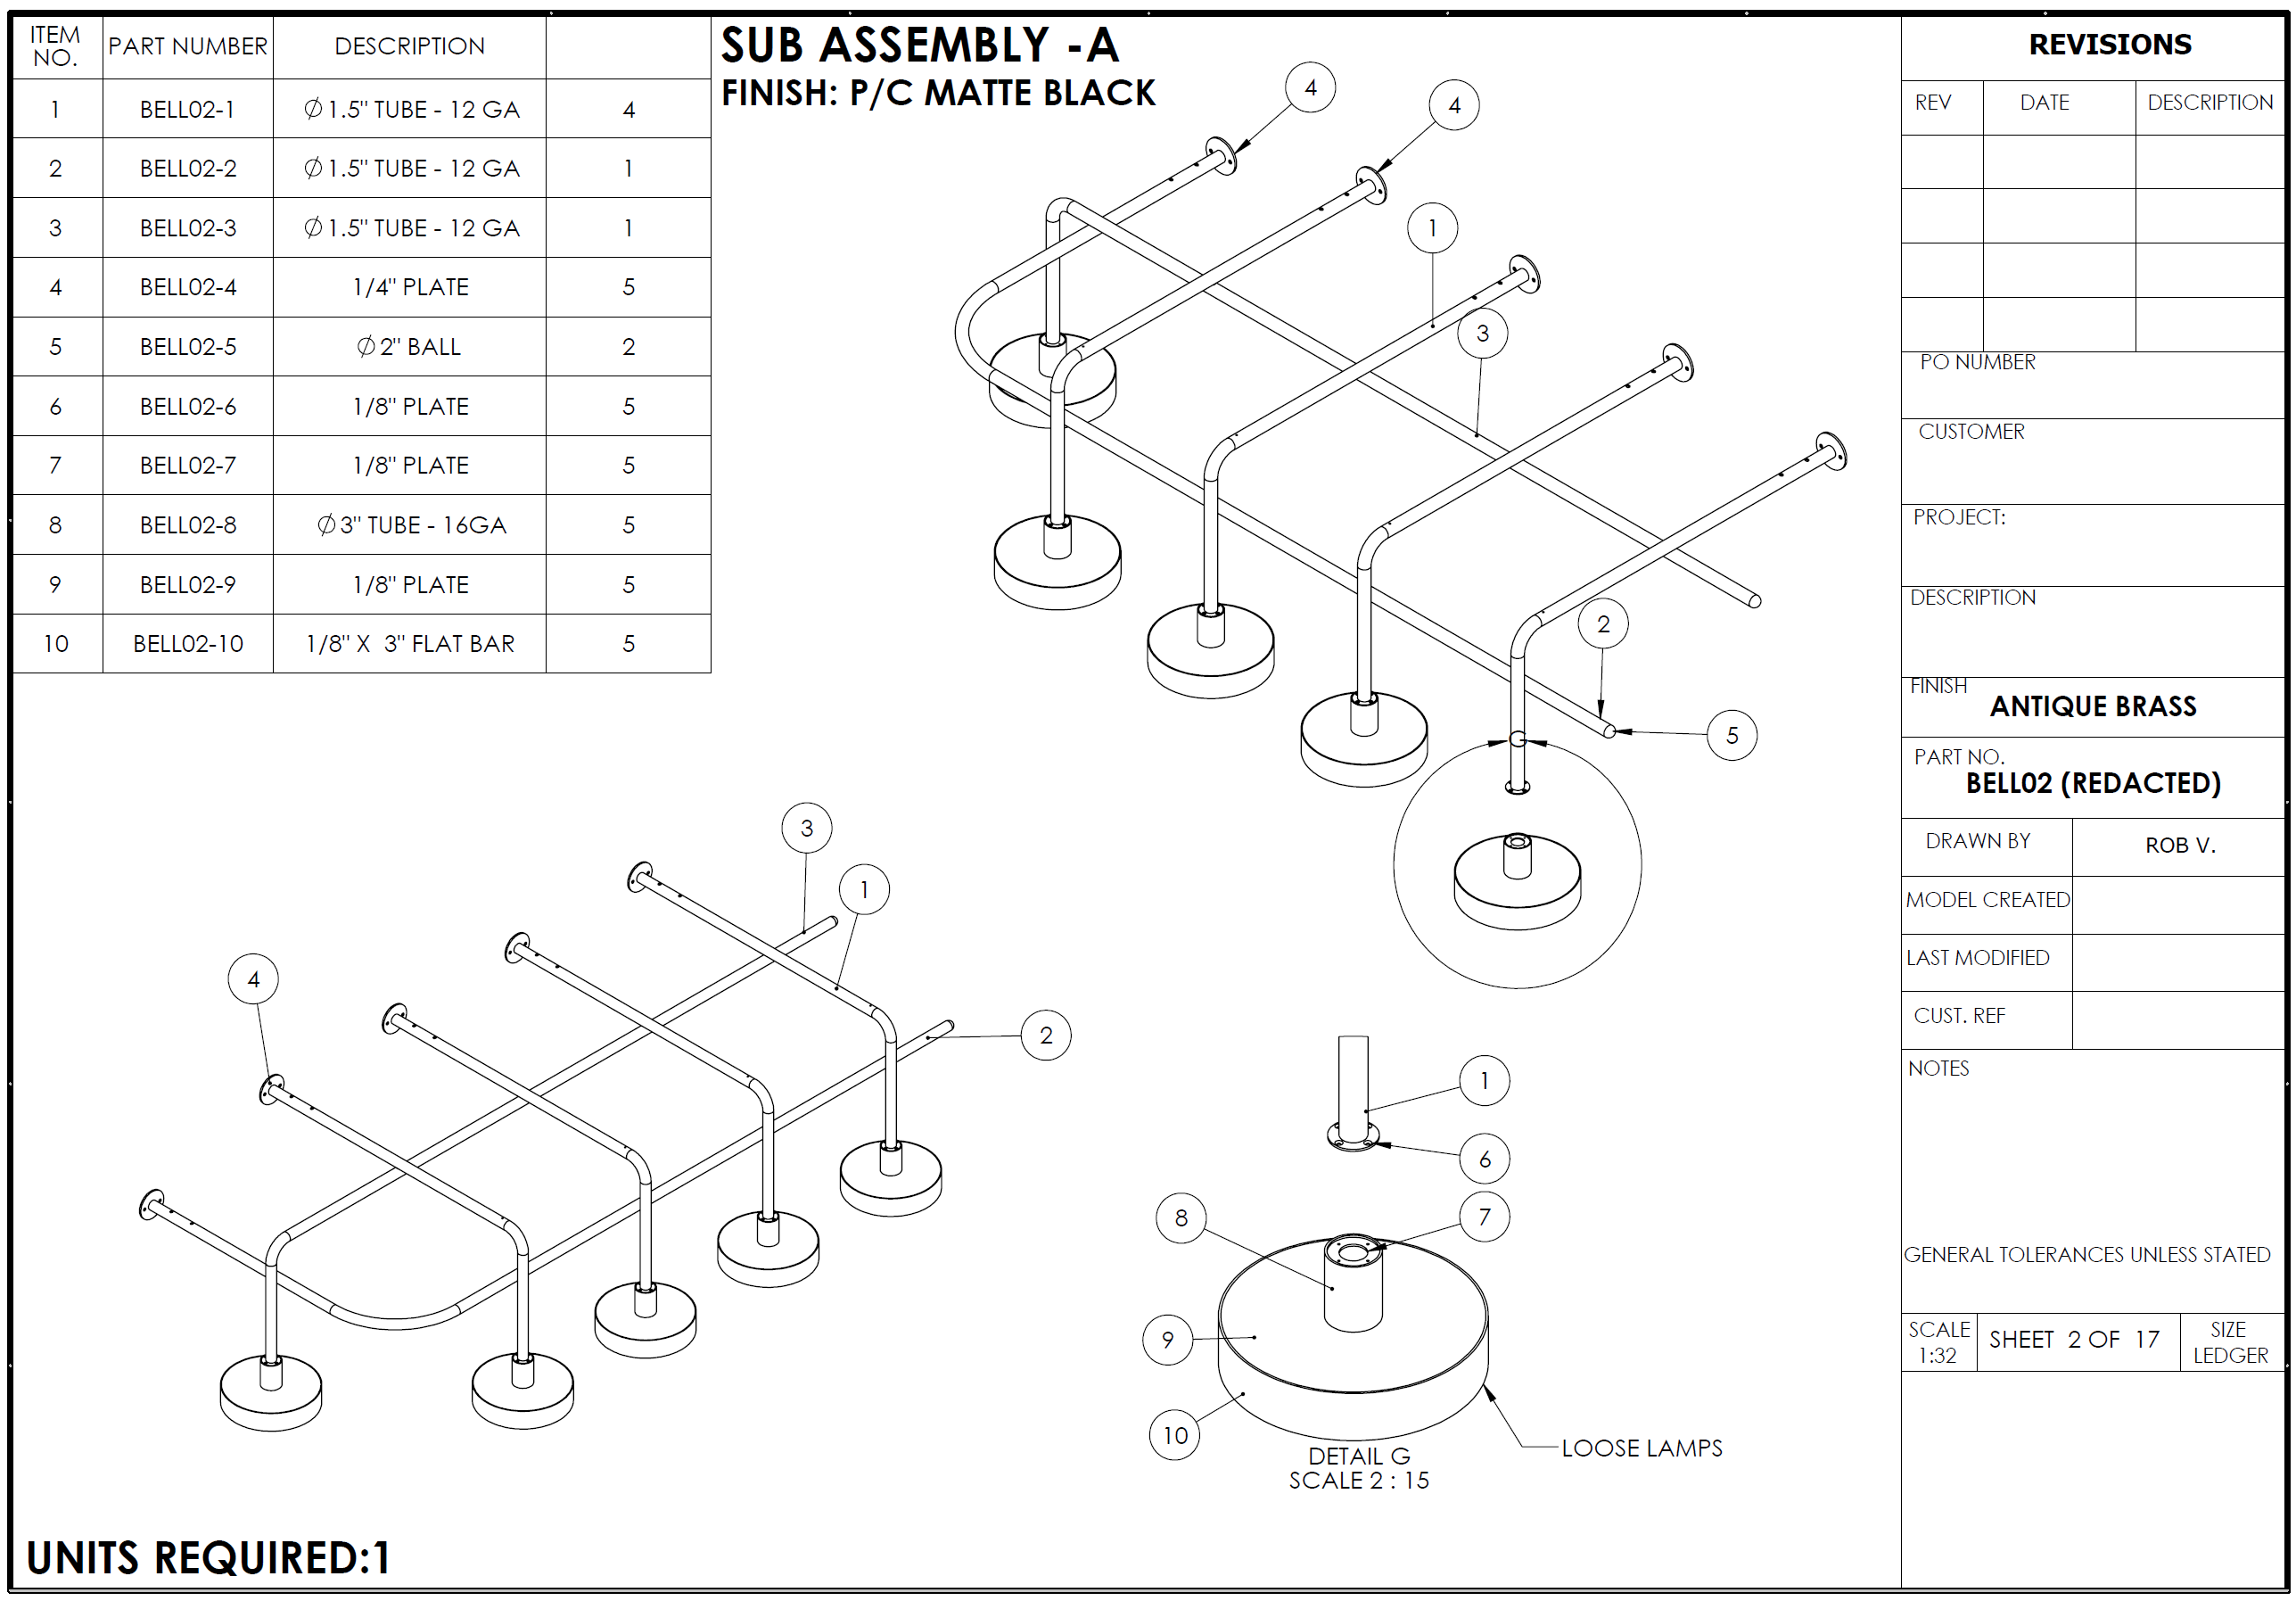 ITEM NO. PART NUMBER DESCRIPTION
1 BELL02-1 ∅1.5" TUBE - 12 GA 4
2 BELL02-2 ∅1.5" TUBE - 12 GA 1
3 BELL02-3 ∅1.5" TUBE - 12 GA 1
4 BELL02-4 1/4" PLATE 5
5 BELL02-5 ∅2" BALL 2
6 BELL02-6 1/8" PLATE 5
7 BELL02-7 1/8" PLATE 5
8 BELL02-8 ∅3" TUBE - 16GA 5
9 BELL02-9 1/8" PLATE 5
10 BELL02-10 1/8" X 3" FLAT BAR 5
SUB ASSEMBLY -A
FINISH: P/C MATTE BLACK
4
4
1
3
2
5
3
1
4
2
1
6
7
8
9
10
DETAIL G
SCALE 2 : 15
LOOSE LAMPS
UNITS REQUIRED:1
REVISIONS
REV DATE DESCRIPTION
PO NUMBER
CUSTOMER
PROJECT:
DESCRIPTION
FINISH
ANTIQUE BRASS
PART NO.
BELL02 (REDACTED)
DRAWN BY ROB V.
MODEL CREATED
LAST MODIFIED
CUST. REF
NOTES
GENERAL TOLERANCES UNLESS STATED
SCALE 1:32 SHEET 2 OF 17 SIZE LEDGER